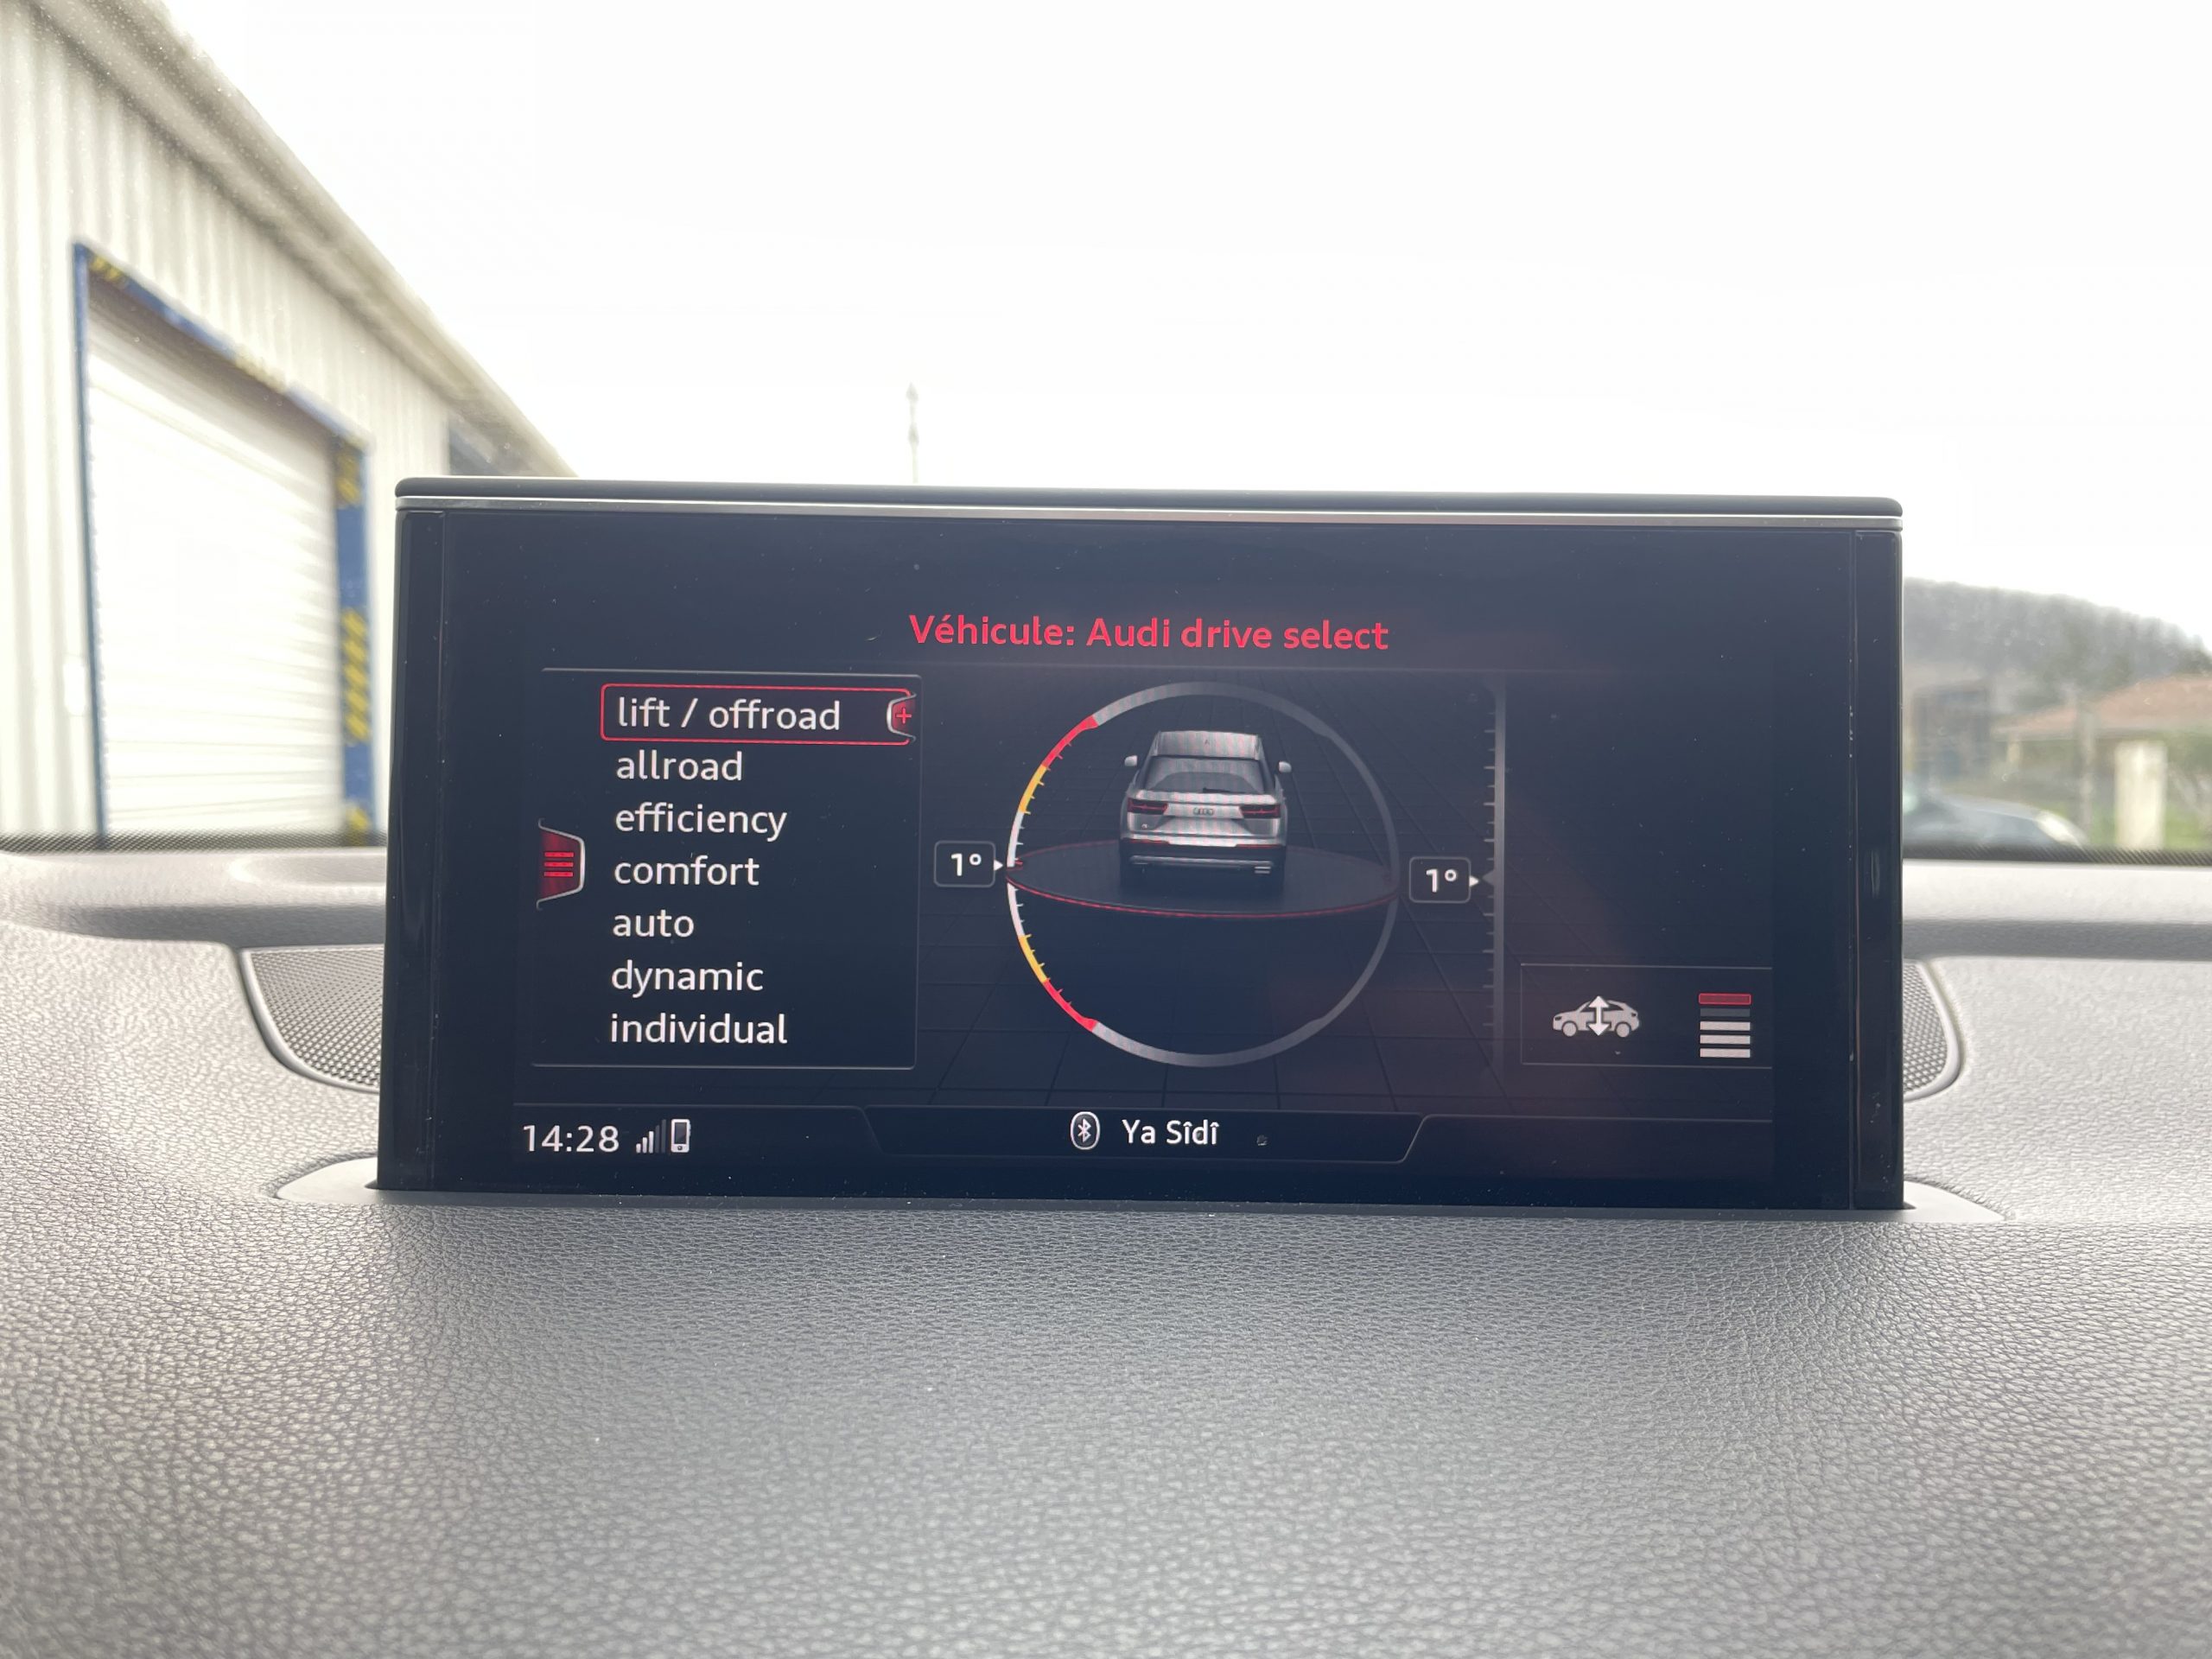 Véhicule: Audi drive select
lift / offroad
allroad
efficiency
comfort
auto
dynamic
individual
1°
1°
14:28
Ya Sîdî